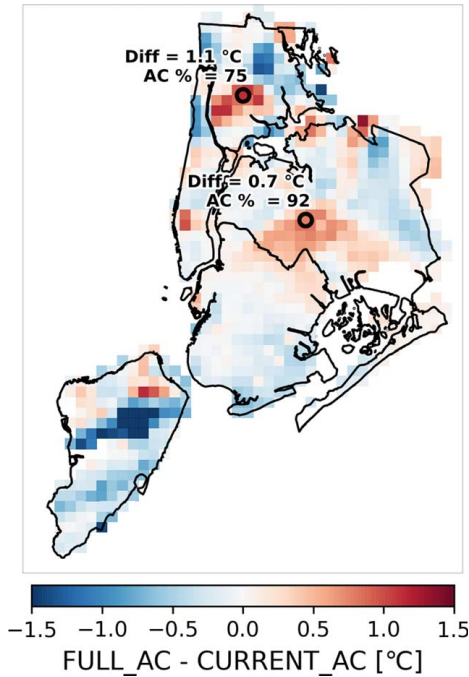 Diff = 1.1 °C
AC % = 75
Diff = 0.7 °C
AC % = 92
−1.5 −1.0 −0.5 0.0 0.5 1.0 1.5
FULL_AC - CURRENT_AC [°C]